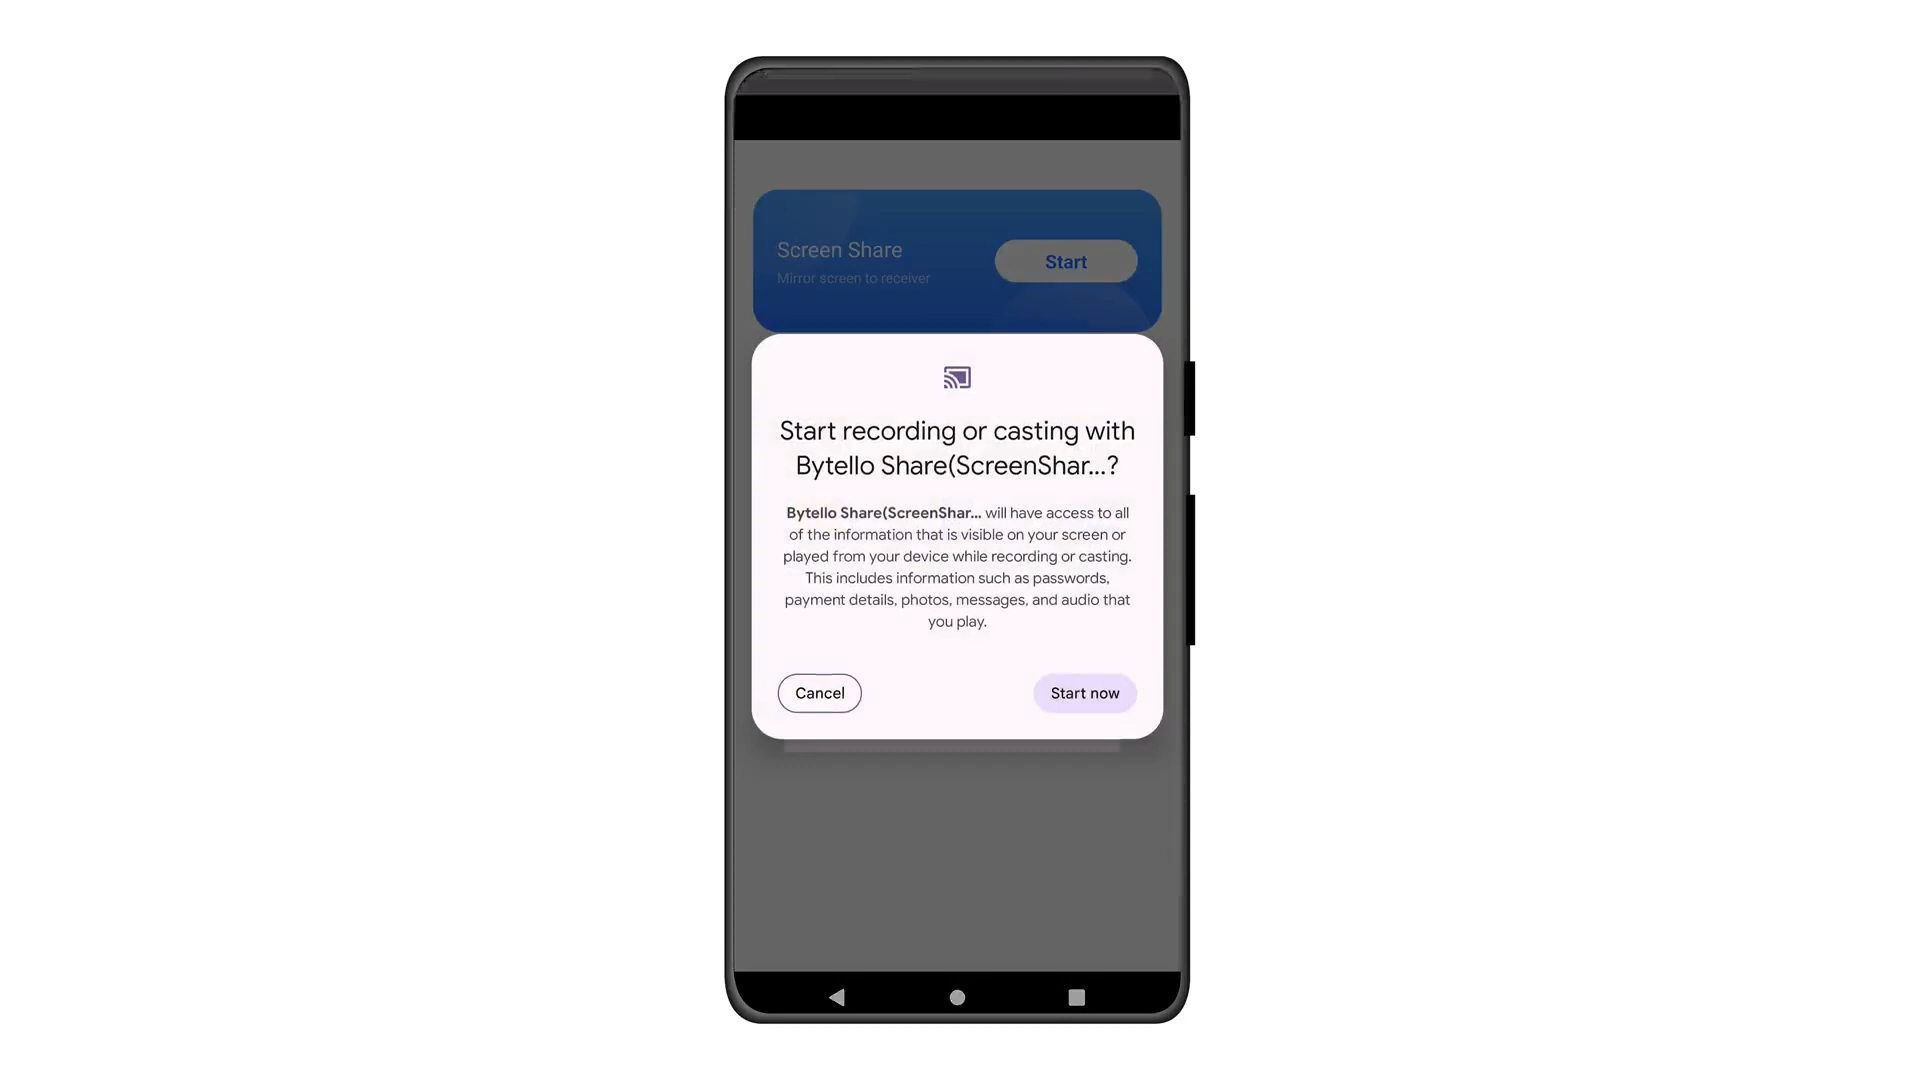 Screen Share
Mirror screen to receiver
Start
Start recording or casting with
Bytello Share(ScreenShar...?
Bytello Share(ScreenShar... will have access to all
of the information that is visible on your screen or
played from your device while recording or casting.
This includes information such as passwords,
payment details, photos, messages, and audio that
you play.
Cancel
Start now